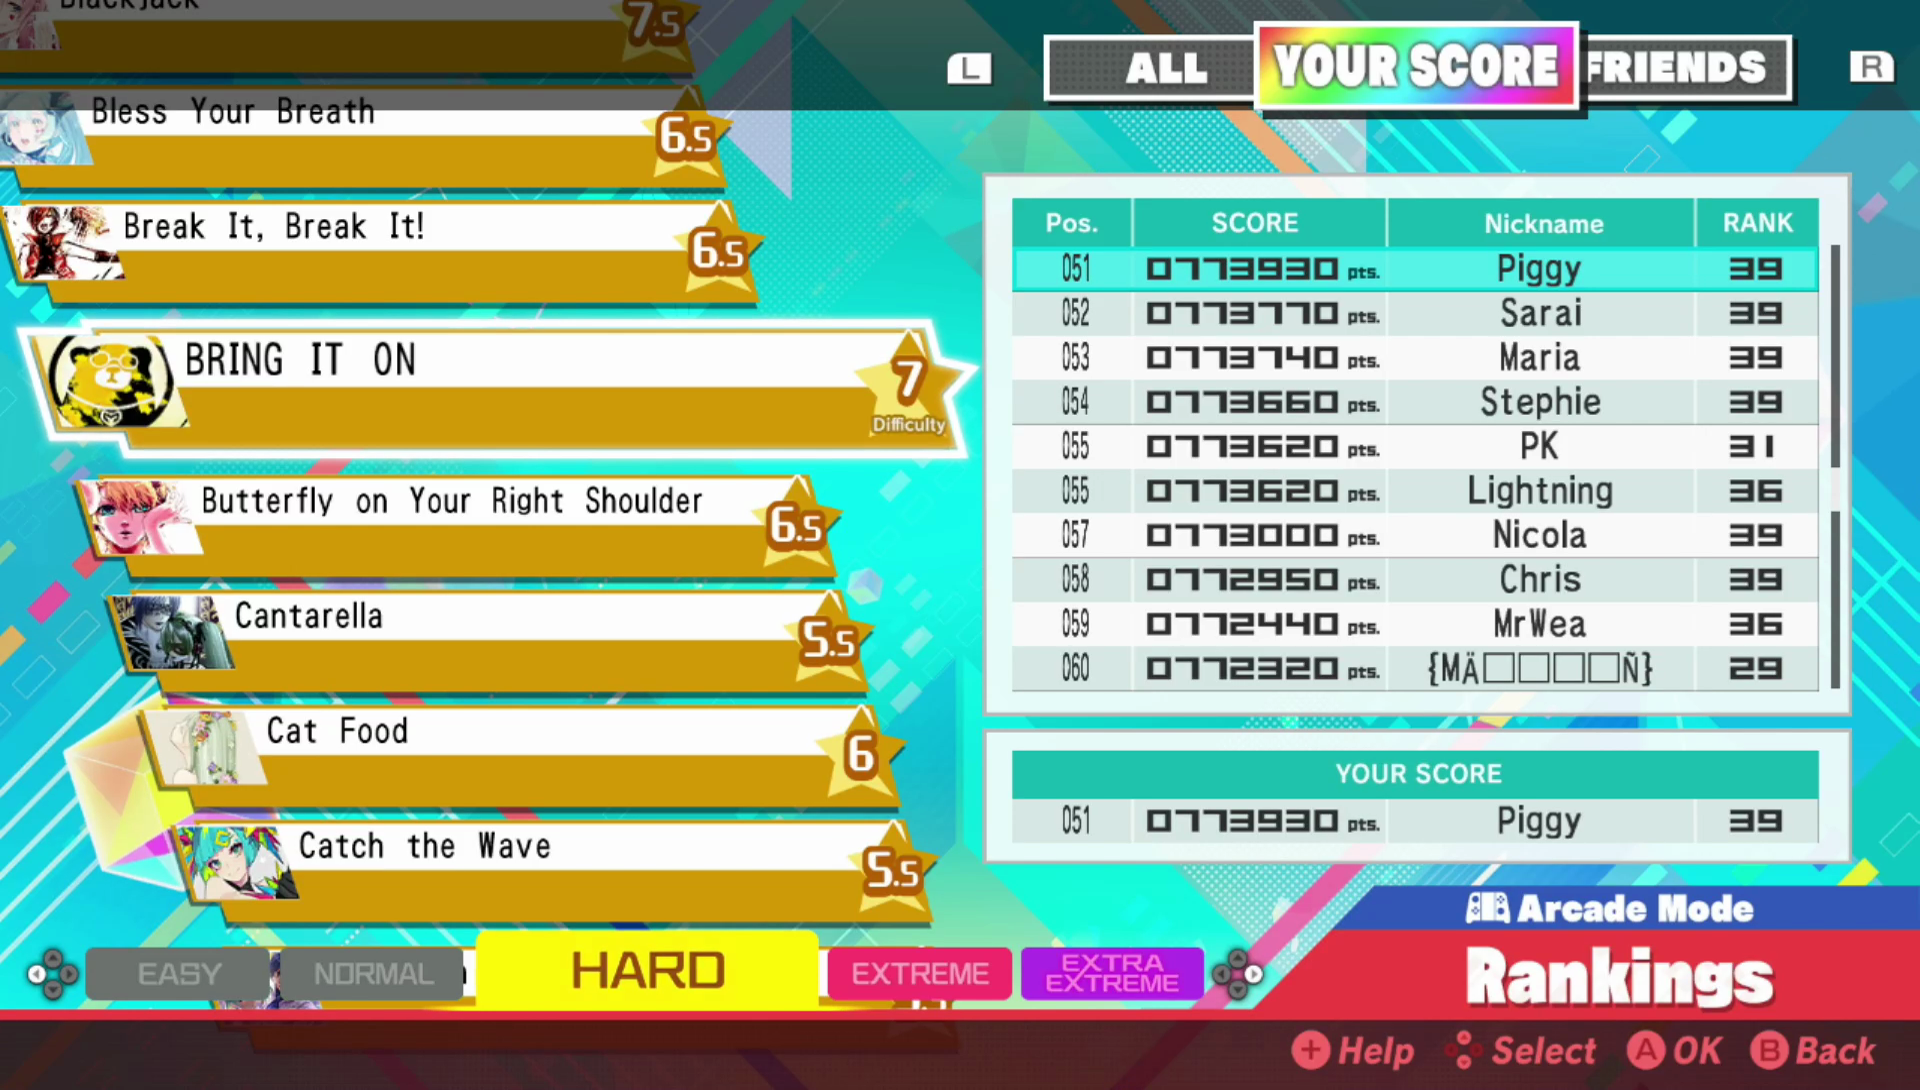 Blackjack
7.5
L
ALL
YOUR SCORE
FRIENDS
R
Bless Your Breath
6.5
Break It, Break It!
6.5
BRING IT ON
7
Difficulty
Butterfly on Your Right Shoulder
6.5
Cantarella
5.5
Cat Food
6
Catch the Wave
5.5
Pos. SCORE Nickname RANK
051 0773930 pts. Piggy 39
052 0773770 pts. Sarai 39
053 0773740 pts. Maria 39
054 0773660 pts. Stephie 39
055 0773620 pts. PK 31
055 0773620 pts. Lightning 36
057 0773000 pts. Nicola 39
058 0772950 pts. Chris 39
059 0772440 pts. MrWea 36
060 0772320 pts. {MÄ□□□□Ñ} 29
YOUR SCORE
051 0773930 pts. Piggy 39
Arcade Mode
Rankings
EASY
NORMAL
HARD
EXTREME
EXTRA
EXTREME
+ Help
Select
A OK
B Back